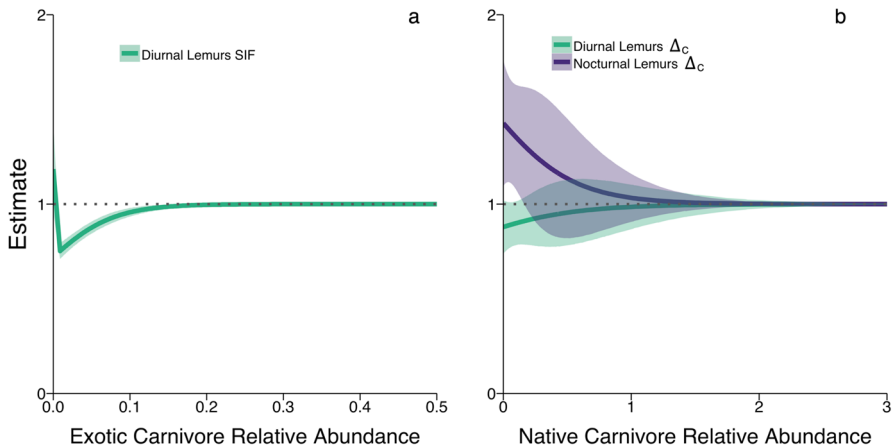 a
2
Diurnal Lemurs SIF
1
0
Estimate
0.0 0.1 0.2 0.3 0.4 0.5
Exotic Carnivore Relative Abundance
b
2
Diurnal Lemurs Δc
Nocturnal Lemurs Δc
1
0
0 1 2 3
Native Carnivore Relative Abundance